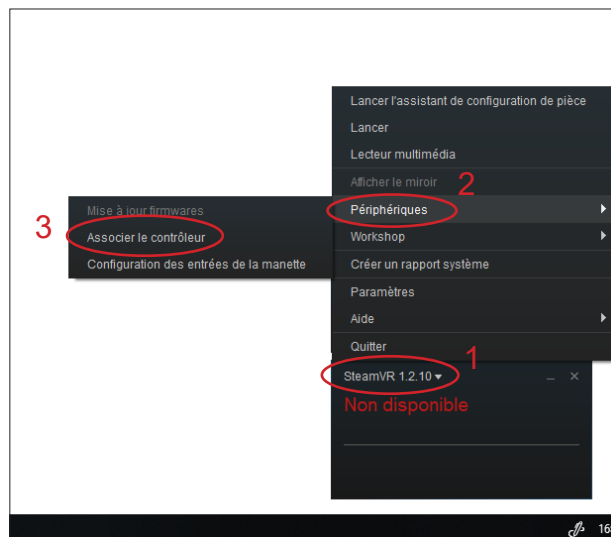 Lancer l'assistant de configuration de pièce
Lancer
Lecteur multimédia
Afficher le miroir
2
Périphériques
Workshop
Créer un rapport système
Paramètres
Aide
Quitter
3
Mise à jour firmwares
Associer le contrôleur
Configuration des entrées de la manette
1
SteamVR 1.2.10
Non disponible